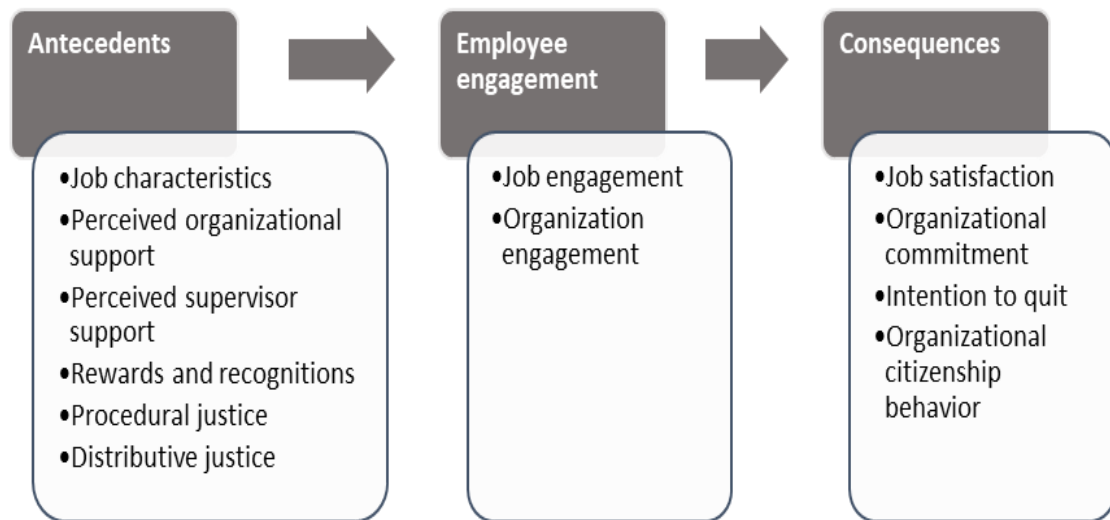 Antecedents
•Job characteristics
•Perceived organizational
support
•Perceived supervisor
support
•Rewards and recognitions
•Procedural justice
•Distributive justice
Employee
engagement
•Job engagement
•Organization
engagement
Consequences
•Job satisfaction
•Organizational
commitment
•Intention to quit
•Organizational
citizenship
behavior